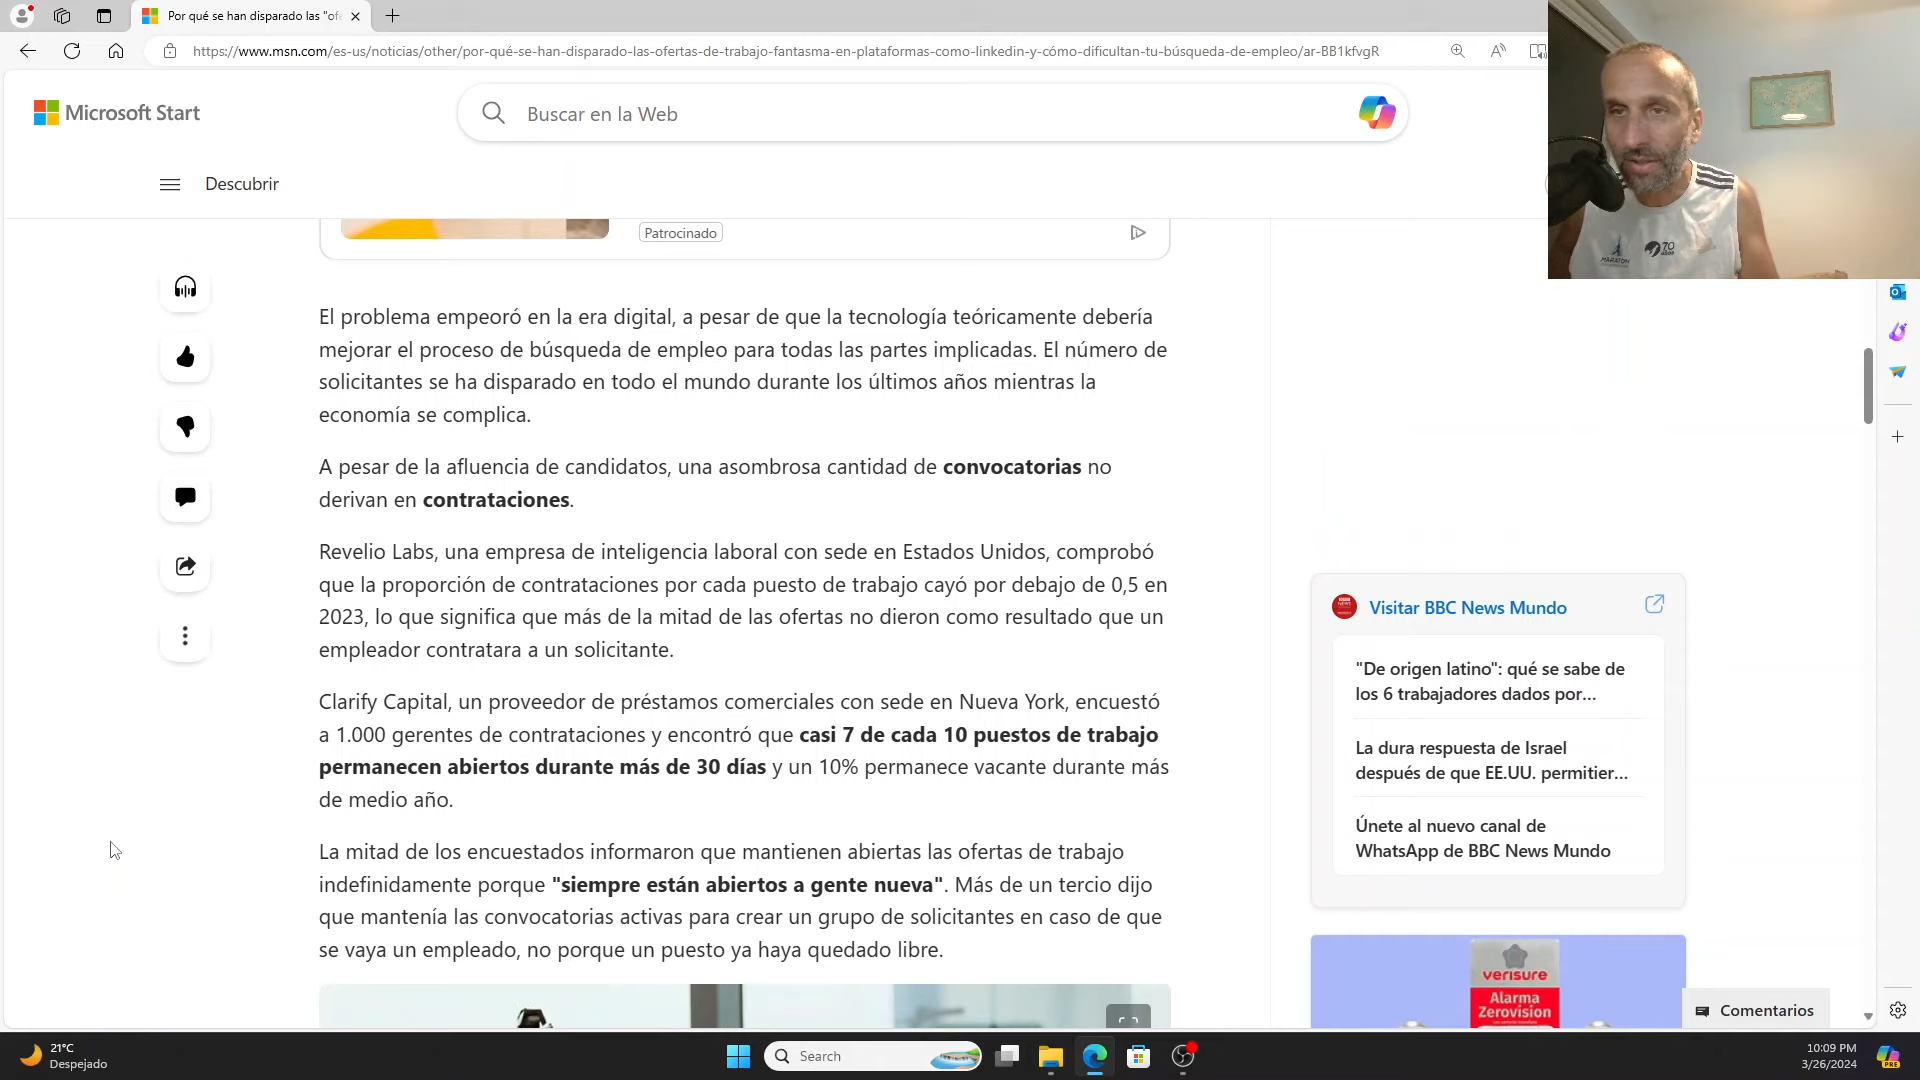 Por qué se han disparado las "ofe
https://www.msn.com/es-us/noticias/other/por-qué-se-han-disparado-las-ofertas-de-trabajo-fantasma-en-plataformas-como-linkedin-y-cómo-dificultan-tu-búsqueda-de-empleo/ar-BB1kfvgR
Microsoft Start
Buscar en la Web
Descubrir
Patrocinado
El problema empeoró en la era digital, a pesar de que la tecnología teóricamente debería
mejorar el proceso de búsqueda de empleo para todas las partes implicadas. El número de
solicitantes se ha disparado en todo el mundo durante los últimos años mientras la
economía se complica.
A pesar de la afluencia de candidatos, una asombrosa cantidad de convocatorias no
derivan en contrataciones.
Revelio Labs, una empresa de inteligencia laboral con sede en Estados Unidos, comprobó
que la proporción de contrataciones por cada puesto de trabajo cayó por debajo de 0,5 en
2023, lo que significa que más de la mitad de las ofertas no dieron como resultado que un
empleador contratara a un solicitante.
Clarify Capital, un proveedor de préstamos comerciales con sede en Nueva York, encuestó
a 1.000 gerentes de contrataciones y encontró que casi 7 de cada 10 puestos de trabajo
permanecen abiertos durante más de 30 días y un 10% permanece vacante durante más
de medio año.
La mitad de los encuestados informaron que mantienen abiertas las ofertas de trabajo
indefinidamente porque "siempre están abiertos a gente nueva". Más de un tercio dijo
que mantenía las convocatorias activas para crear un grupo de solicitantes en caso de que
se vaya un empleado, no porque un puesto ya haya quedado libre.
Visitar BBC News Mundo
"De origen latino": qué se sabe de
los 6 trabajadores dados por...
La dura respuesta de Israel
después de que EE.UU. permitier...
Únete al nuevo canal de
WhatsApp de BBC News Mundo
verisure
Alarma
Zerovision
Comentarios
MARATON
70
21°C
Despejado
Search
10:09 PM
3/26/2024
PRE